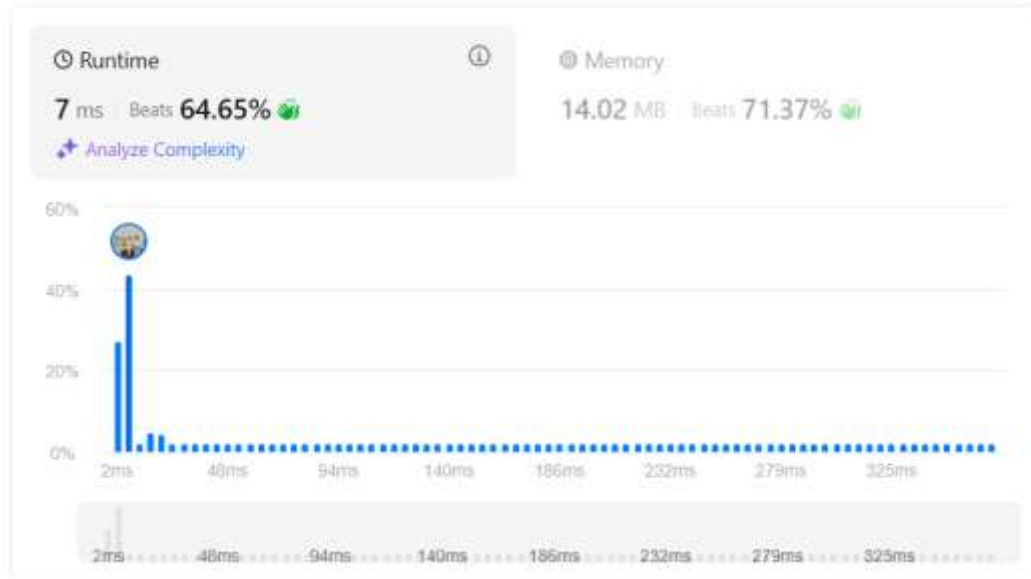 Runtime
7 ms Beats 64.65%
Analyze Complexity
Memory
14.02 MB Beats 71.37%
60%
40%
20%
0%
2ms 48ms 94ms 140ms 186ms 232ms 279ms 325ms
2ms 48ms 94ms 140ms 186ms 232ms 279ms 325ms